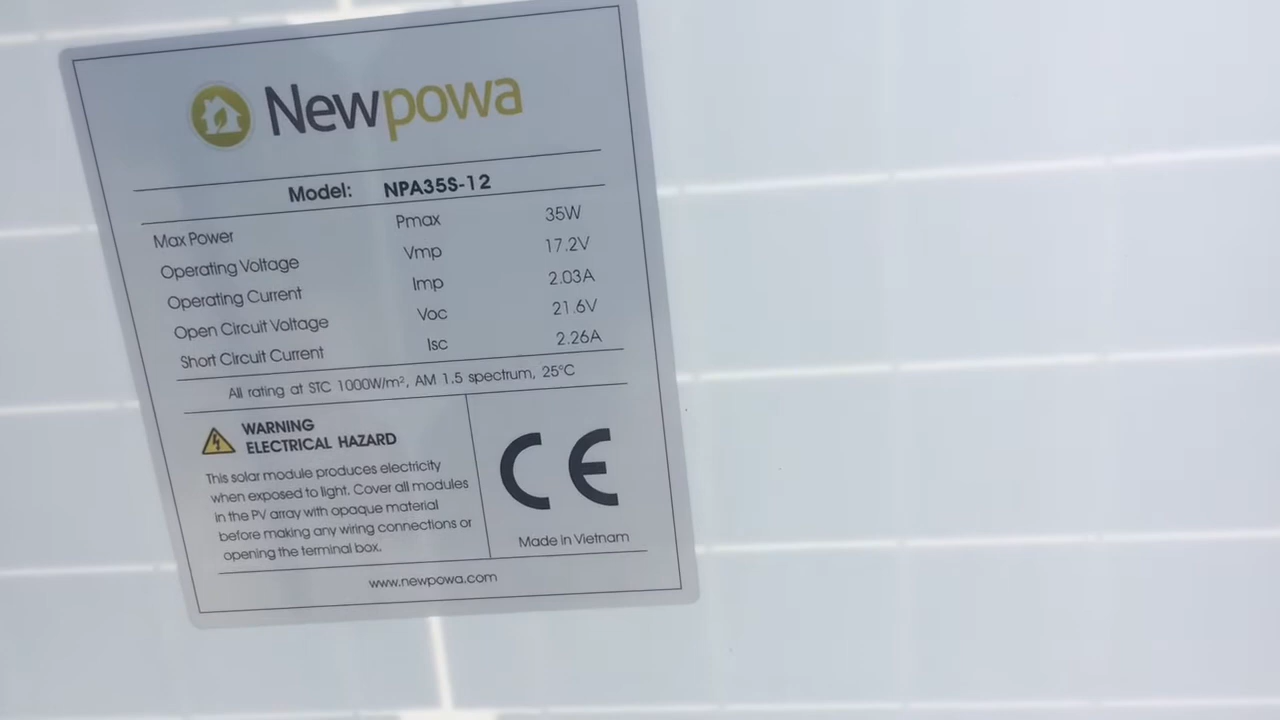 Newpowa
Model: NPA35S-12
Max Power Pmax 35W
Operating Voltage Vmp 17.2V
Operating Current Imp 2.03A
Open Circuit Voltage Voc 21.6V
Short Circuit Current Isc 2.26A
All rating at STC 1000W/m², AM 1.5 spectrum, 25°C
WARNING
ELECTRICAL HAZARD
This solar module produces electricity
when exposed to light. Cover all modules
in the PV array with opaque material
before making any wiring connections or
opening the terminal box.
CE
Made in Vietnam
www.newpowa.com